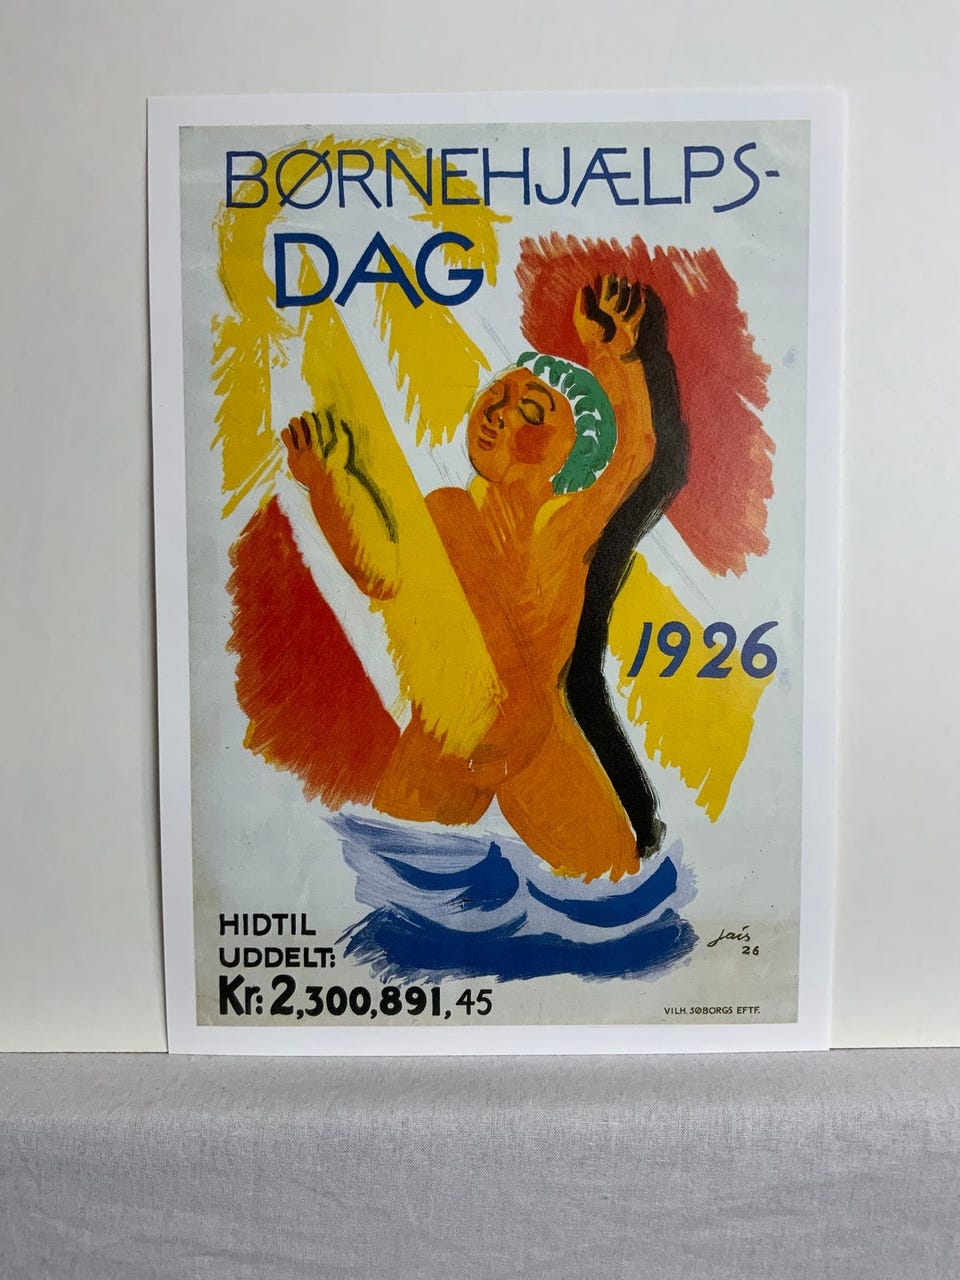 BØRNEHJÆLPS-
DAG
1926
HIDTIL
UDDELT:
Kr: 2,300,891,45
Jais
26
VILH. SØBORGS EFTF.